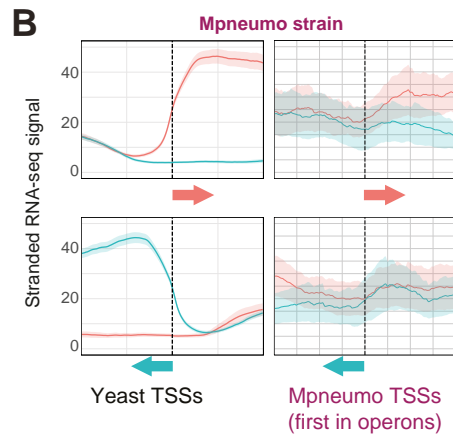 B
Mpneumo strain
Stranded RNA-seq signal
40
20
0
40
20
0
Yeast TSSs
Mpneumo TSSs
(first in operons)